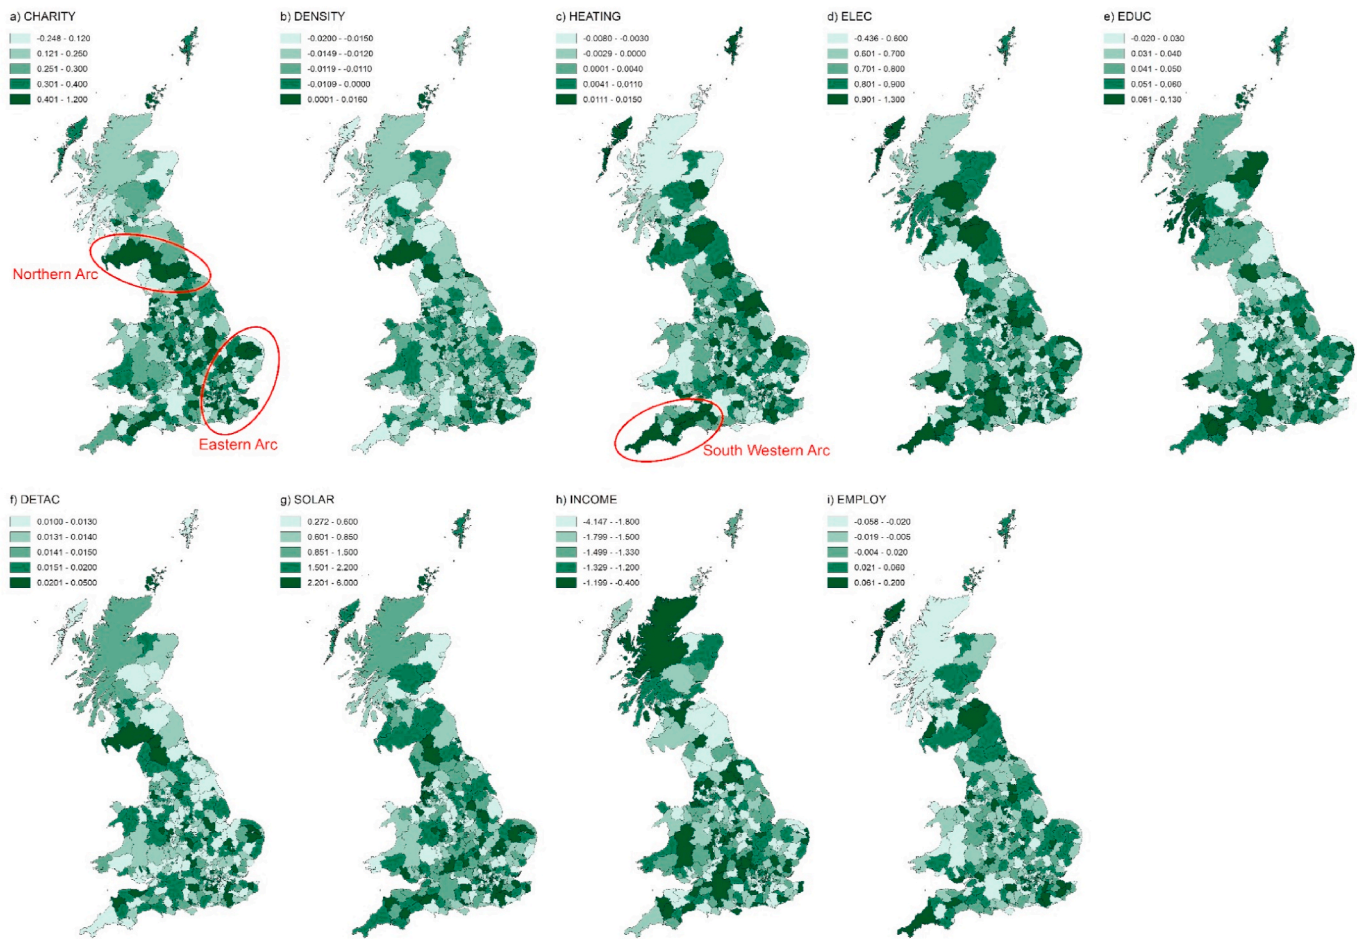 a) CHARITY
-0.248 - 0.120
0.121 - 0.250
0.251 - 0.300
0.301 - 0.400
0.401 - 1.200
b) DENSITY
-0.0200 - -0.0150
-0.0149 - -0.0120
-0.0119 - -0.0110
-0.0109 - 0.0000
0.0001 - 0.0160
c) HEATING
-0.0080 - -0.0030
-0.0029 - 0.0000
0.0001 - 0.0040
0.0041 - 0.0110
0.0111 - 0.0150
d) ELEC
-0.436 - 0.600
0.601 - 0.700
0.701 - 0.800
0.801 - 0.900
0.901 - 1.300
e) EDUC
-0.020 - 0.030
0.031 - 0.040
0.041 - 0.050
0.051 - 0.060
0.061 - 0.130
Northern Arc
Eastern Arc
South Western Arc
f) DETAC
0.0100 - 0.0130
0.0131 - 0.0140
0.0141 - 0.0150
0.0151 - 0.0200
0.0201 - 0.0500
g) SOLAR
0.272 - 0.600
0.601 - 0.850
0.851 - 1.500
1.501 - 2.200
2.201 - 6.000
h) INCOME
-4.147 - -1.800
-1.799 - -1.500
-1.499 - -1.330
-1.329 - -1.200
-1.199 - -0.400
i) EMPLOY
-0.058 - -0.020
-0.019 - -0.005
-0.004 - 0.020
0.021 - 0.060
0.061 - 0.200